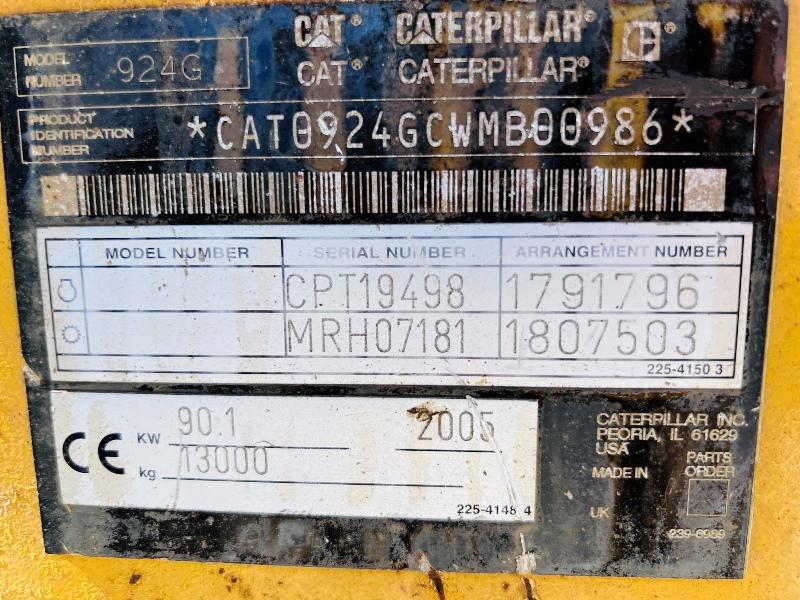 CAT® CATERPILLAR®
MODEL NUMBER 924G
CAT® CATERPILLAR®
PRODUCT IDENTIFICATION NUMBER *CAT0924GCWMB00986*
MODEL NUMBER SERIAL NUMBER ARRANGEMENT NUMBER
CPT19498 1791796
MRH07181 1807503
225-4150 3
CE KW 90.1 2005
kg 13000
225-4148 4
CATERPILLAR INC.
PEORIA, IL 61629
USA
MADE IN
UK
PARTS
ORDER
239-6989